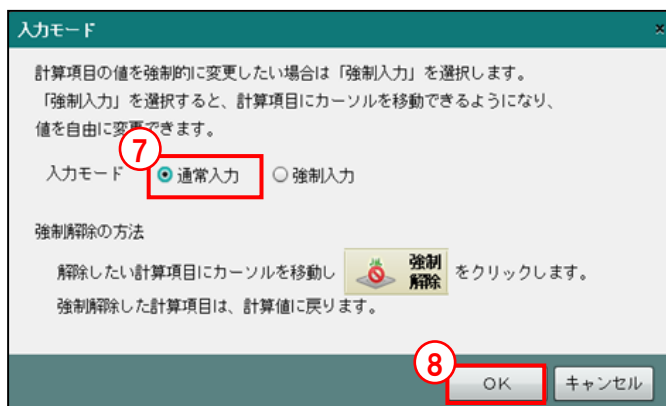 入力モード
×
計算項目の値を強制的に変更したい場合は「強制入力」を選択します。
「強制入力」を選択すると、計算項目にカーソルを移動できるようになり、
値を自由に変更できます。
⑦
入力モード 通常入力 強制入力
強制解除の方法
解除したい計算項目にカーソルを移動し 強制解除 をクリックします。
強制解除した計算項目は、計算値に戻ります。
⑧
OK キャンセル